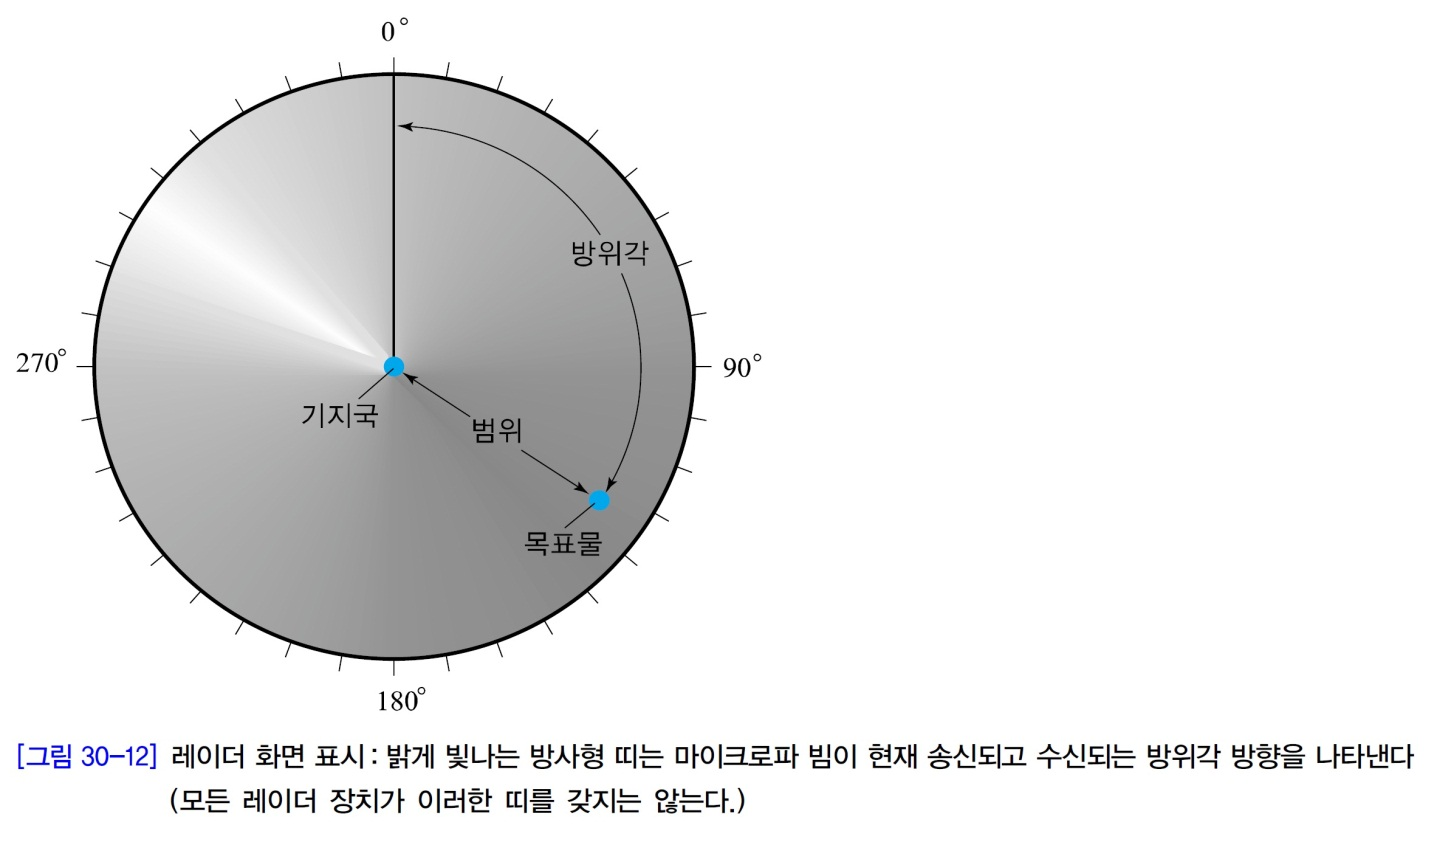 0°
방위각
270°
90°
기지국
범위
목표물
180°
[그림 30-12] 레이더 화면 표시 : 밝게 빛나는 방사형 띠는 마이크로파 빔이 현재 송신되고 수신되는 방위각 방향을 나타낸다
(모든 레이더 장치가 이러한 띠를 갖지는 않는다.)